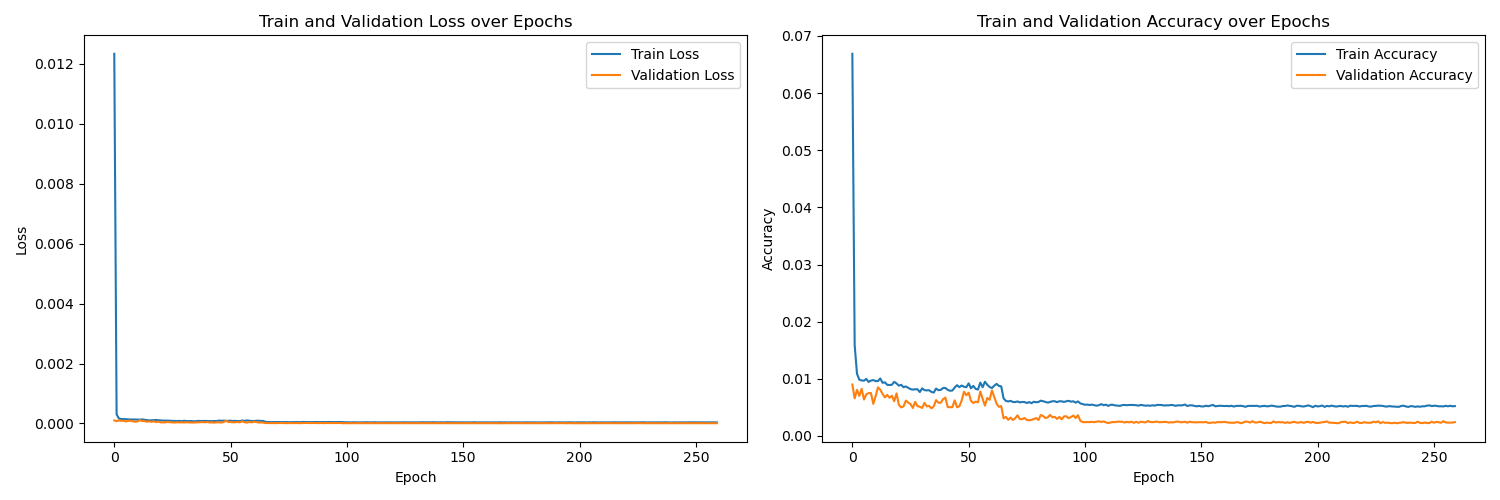 Train and Validation Loss over Epochs
Train Loss
Validation Loss
0.012
0.010
0.008
0.006
0.004
0.002
0.000
Loss
0
50
100
150
200
250
Epoch
Train and Validation Accuracy over Epochs
Train Accuracy
Validation Accuracy
0.07
0.06
0.05
0.04
0.03
0.02
0.01
0.00
Accuracy
0
50
100
150
200
250
Epoch